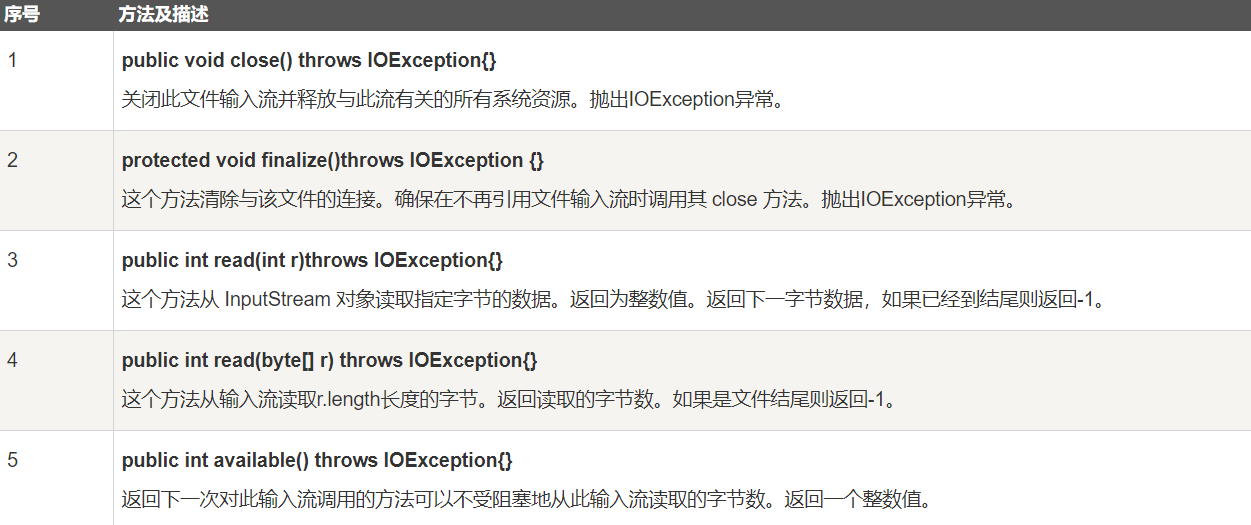 序号 方法及描述
1 public void close() throws IOException{}
关闭此文件输入流并释放与此流有关的所有系统资源。抛出IOException异常。
2 protected void finalize()throws IOException {}
这个方法清除与该文件的连接。确保在不再引用文件输入流时调用其 close 方法。抛出IOException异常。
3 public int read(int r)throws IOException{}
这个方法从 InputStream 对象读取指定字节的数据。返回为整数值。返回下一字节数据，如果已经到结尾则返回-1。
4 public int read(byte[] r) throws IOException{}
这个方法从输入流读取r.length长度的字节。返回读取的字节数。如果是文件结尾则返回-1。
5 public int available() throws IOException{}
返回下一次对此输入流调用的方法可以不受阻塞地从此输入流读取的字节数。返回一个整数值。